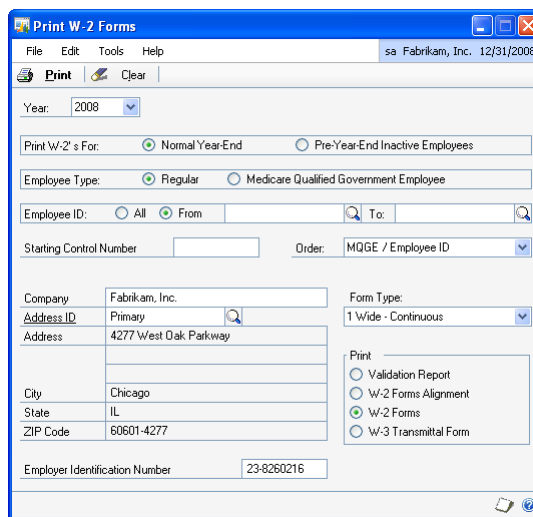 Print W-2 Forms
File Edit Tools Help sa Fabrikam, Inc. 12/31/2008
Print Clear
Year: 2008
Print W-2' s For: Normal Year-End Pre-Year-End Inactive Employees
Employee Type: Regular Medicare Qualified Government Employee
Employee ID: All From To:
Starting Control Number Order: MQGE / Employee ID
Company Fabrikam, Inc. Form Type:
Address ID Primary 1 Wide - Continuous
Address 4277 West Oak Parkway
Print
Validation Report
City Chicago W-2 Forms Alignment
State IL W-2 Forms
ZIP Code 60601-4277 W-3 Transmittal Form
Employer Identification Number 23-8260216